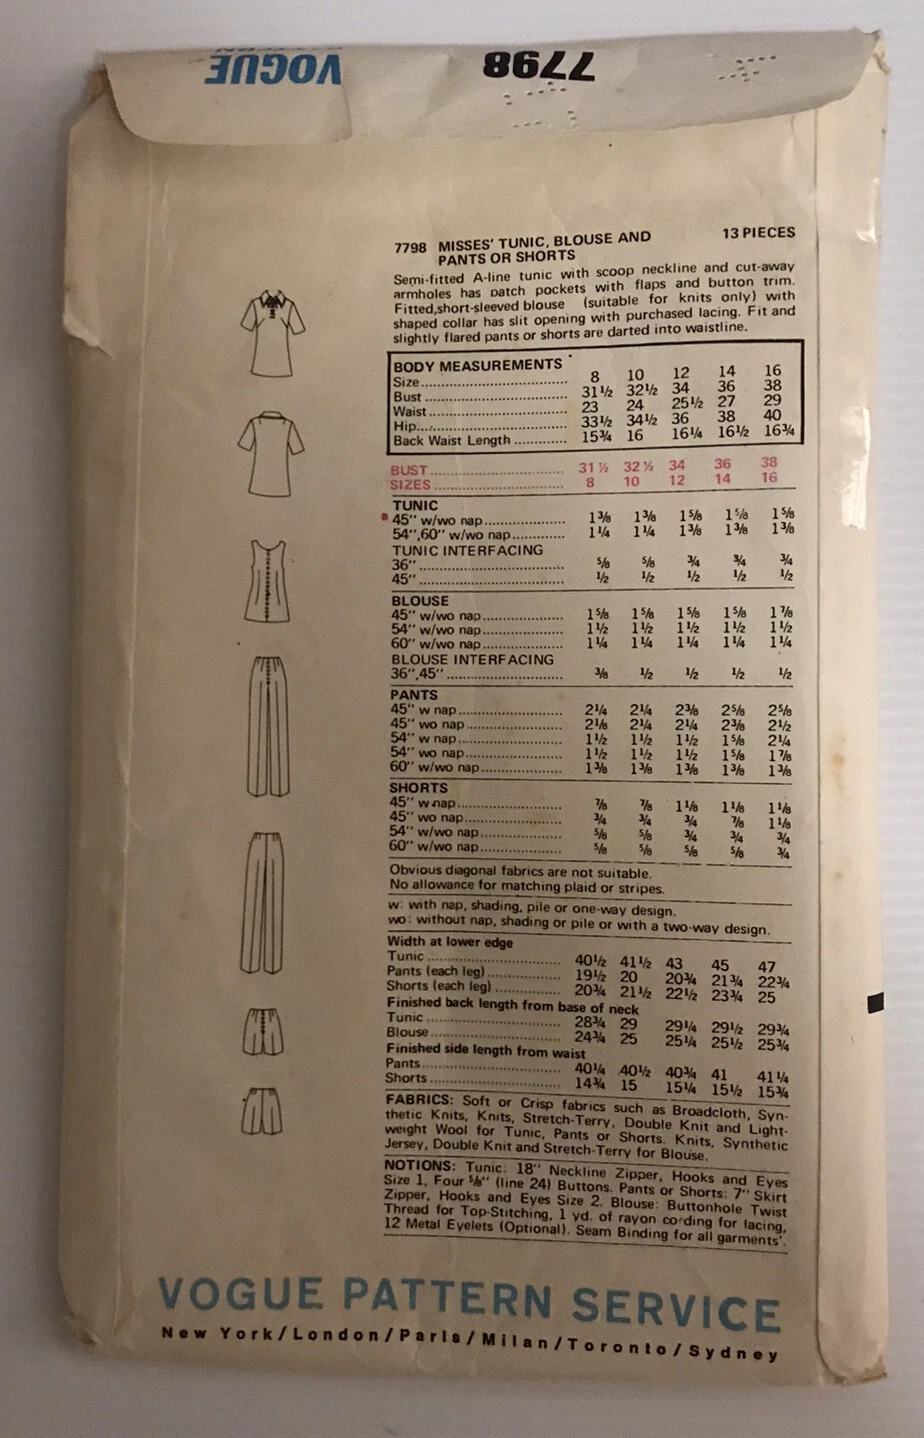 VOGUE
7798
7798 MISSES' TUNIC, BLOUSE AND 13 PIECES
PANTS OR SHORTS
Semi-fitted A-line tunic with scoop neckline and cut-away
armholes has patch pockets with flaps and button trim.
Fitted,short-sleeved blouse (suitable for knits only) with
shaped collar has slit opening with purchased lacing. Fit and
slightly flared pants or shorts are darted into waistline.
BODY MEASUREMENTS
Size 8 10 12 14 16
Bust 31½ 32½ 34 36 38
Waist 23 24 25½ 27 29
Hip 33½ 34½ 36 38 40
Back Waist Length 15¾ 16 16¼ 16½ 16¾
BUST 31 ½ 32 ½ 34 36 38
SIZES 8 10 12 14 16
TUNIC
45" w/wo nap 1⅜ 1⅜ 1⅝ 1⅝ 1⅝
54",60" w/wo nap 1¼ 1¼ 1⅜ 1⅜ 1⅜
TUNIC INTERFACING
36" ⅝ ⅝ ¾ ¾ ¾
45" ½ ½ ½ ½ ½
BLOUSE
45" w/wo nap 1⅝ 1⅝ 1⅝ 1⅝ 1⅞
54" w/wo nap 1½ 1½ 1½ 1½ 1½
60" w/wo nap 1¼ 1¼ 1¼ 1¼ 1¼
BLOUSE INTERFACING
36",45" ⅜ ½ ½ ½ ½
PANTS
45" w nap 2¼ 2¼ 2⅜ 2⅝ 2⅝
45" wo nap 2⅛ 2¼ 2¼ 2⅜ 2½
54" w nap 1½ 1½ 1½ 1⅝ 2¼
54" wo nap 1½ 1½ 1½ 1⅝ 1⅞
60" w/wo nap 1⅜ 1⅜ 1⅜ 1⅜ 1⅜
SHORTS
45" w nap ⅞ ⅞ 1⅛ 1⅛ 1⅛
45" wo nap ¾ ¾ ¾ ⅞ 1⅛
54" w/wo nap ⅝ ⅝ ¾ ¾ ¾
60" w/wo nap ⅝ ⅝ ⅝ ⅝ ¾
Obvious diagonal fabrics are not suitable.
No allowance for matching plaid or stripes.
w: with nap, shading, pile or one-way design.
wo: without nap, shading or pile or with a two-way design.
Width at lower edge
Tunic 40½ 41½ 43 45 47
Pants (each leg) 19½ 20 20¾ 21¾ 22¾
Shorts (each leg) 20¾ 21½ 22½ 23¾ 25
Finished back length from base of neck
Tunic 28¾ 29 29¼ 29½ 29¾
Blouse 24¾ 25 25¼ 25½ 25¾
Finished side length from waist
Pants 40¼ 40½ 40¾ 41 41¼
Shorts 14¾ 15 15¼ 15½ 15¾
FABRICS: Soft or Crisp fabrics such as Broadcloth, Syn-
thetic Knits, Knits, Stretch-Terry, Double Knit and Light-
weight Wool for Tunic, Pants or Shorts. Knits, Synthetic
Jersey, Double Knit and Stretch-Terry for Blouse.
NOTIONS: Tunic: 18" Neckline Zipper, Hooks and Eyes
Size 1, Four ⅝" (line 24) Buttons. Pants or Shorts: 7" Skirt
Zipper, Hooks and Eyes Size 2. Blouse: Buttonhole Twist
Thread for Top-Stitching, 1 yd. of rayon cording for lacing,
12 Metal Eyelets (Optional). Seam Binding for all garments.
VOGUE PATTERN SERVICE
New York/London/Paris/Milan/Toronto/Sydney